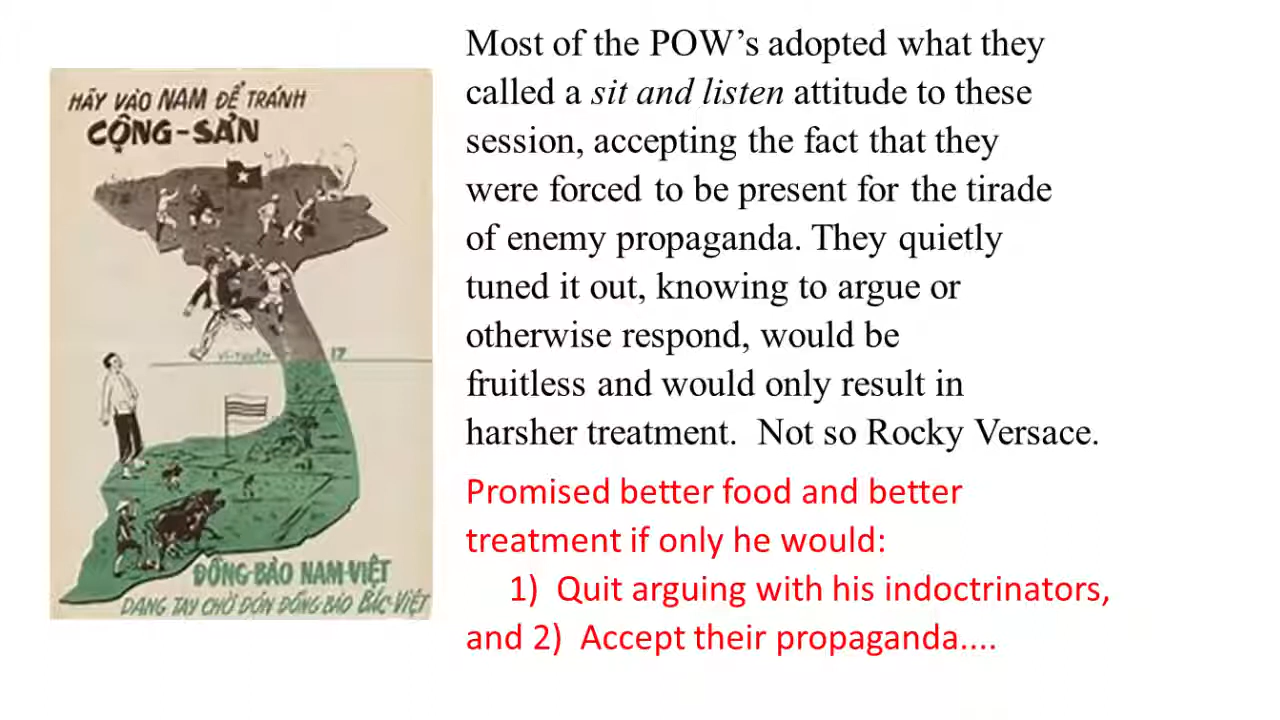 HÃY VÀO NAM ĐỂ TRÁNH
CỘNG-SẢN
VĨ-TUYẾN 17
ĐỒNG-BÀO NAM-VIỆT
DANG TAY CHỜ ĐÓN ĐỒNG BÀO BẮC-VIỆT
Most of the POW’s adopted what they
called a sit and listen attitude to these
session, accepting the fact that they
were forced to be present for the tirade
of enemy propaganda. They quietly
tuned it out, knowing to argue or
otherwise respond, would be
fruitless and would only result in
harsher treatment.  Not so Rocky Versace.
Promised better food and better
treatment if only he would:
1)  Quit arguing with his indoctrinators,
and 2)  Accept their propaganda....